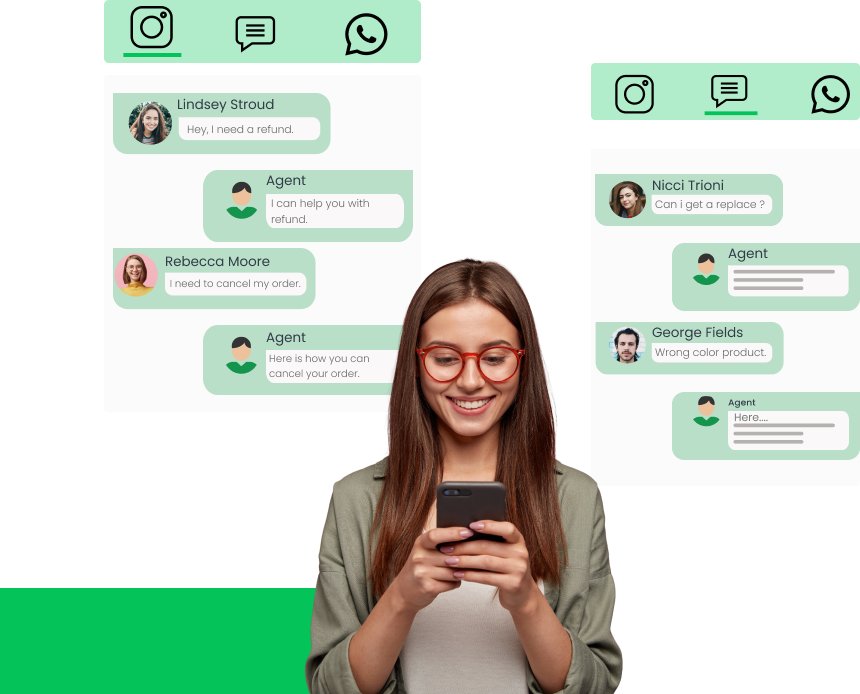 Lindsey Stroud
Hey, I need a refund.
Agent
I can help you with
refund.
Rebecca Moore
I need to cancel my order.
Agent
Here is how you can
cancel your order.
Nicci Trioni
Can i get a replace ?
Agent
George Fields
Wrong color product.
Agent
Here....